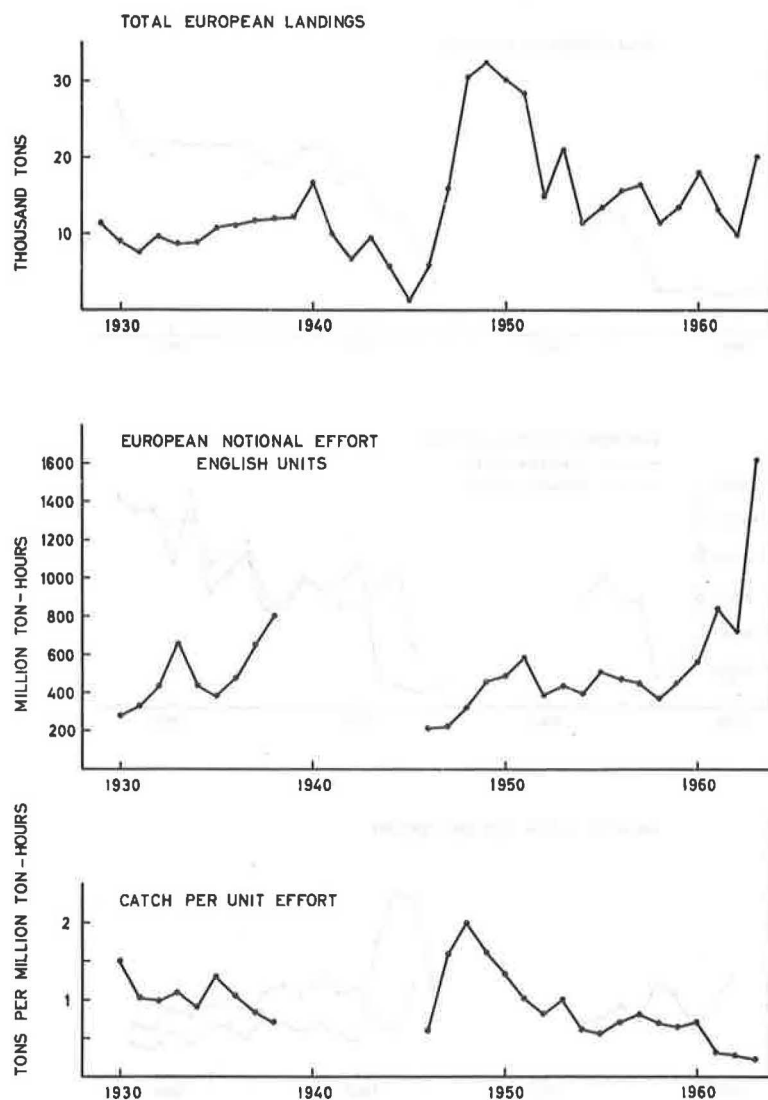 TOTAL EUROPEAN LANDINGS
THOUSAND TONS
30
20
10
1930 1940 1950 1960
EUROPEAN NOTIONAL EFFORT
ENGLISH UNITS
MILLION TON-HOURS
1600
1400
1200
1000
800
600
400
200
1930 1940 1950 1960
CATCH PER UNIT EFFORT
TONS PER MILLION TON-HOURS
2
1
1930 1940 1950 1960